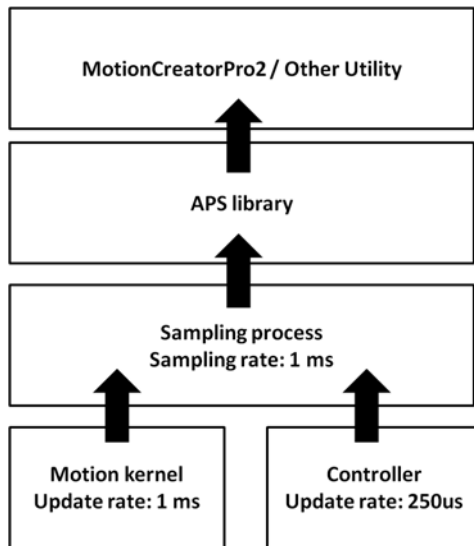 MotionCreatorPro2 / Other Utility
APS library
Sampling process
Sampling rate: 1 ms
Motion kernel
Update rate: 1 ms
Controller
Update rate: 250us